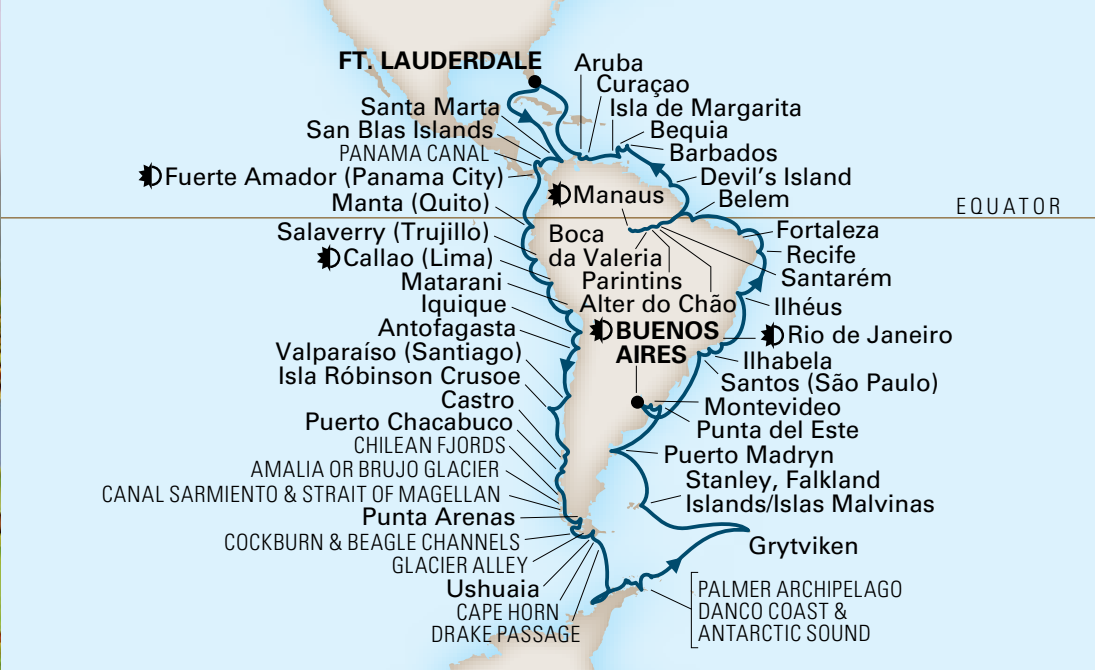 FT. LAUDERDALE
Aruba
Curaçao
Isla de Margarita
Bequia
Barbados
Devil's Island
Belem
Santa Marta
San Blas Islands
PANAMA CANAL
Fuerte Amador (Panama City)
Manta (Quito)
Salaverry (Trujillo)
Callao (Lima)
Matarani
Iquique
Antofagasta
Valparaíso (Santiago)
Isla Róbinson Crusoe
Castro
Puerto Chacabuco
CHILEAN FJORDS
AMALIA OR BRUJO GLACIER
CANAL SARMIENTO & STRAIT OF MAGELLAN
Punta Arenas
COCKBURN & BEAGLE CHANNELS
GLACIER ALLEY
Ushuaia
CAPE HORN
DRAKE PASSAGE
Manaus
Boca
da Valeria
Parintins
Alter do Chão
BUENOS
AIRES
EQUATOR
Fortaleza
Recife
Santarém
Ilhéus
Rio de Janeiro
Ilhabela
Santos (São Paulo)
Montevideo
Punta del Este
Puerto Madryn
Stanley, Falkland
Islands/Islas Malvinas
Grytviken
PALMER ARCHIPELAGO
DANCO COAST &
ANTARCTIC SOUND